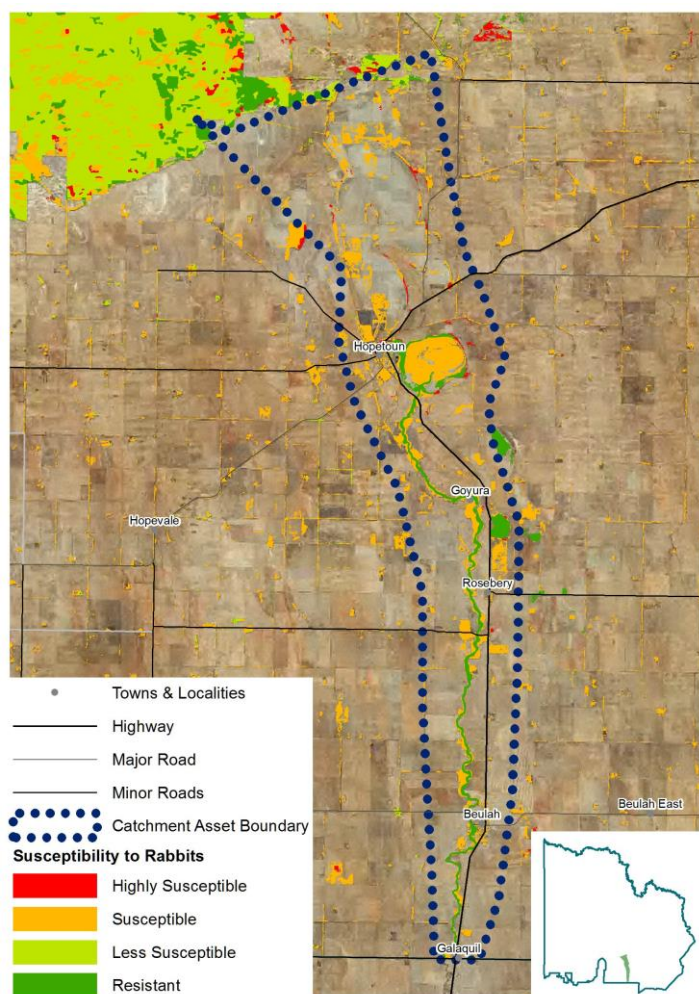 Hopetoun
Goyura
Hopevale
Rosebery
Beulah East
Beulah
Galaquil
Towns & Localities
Highway
Major Road
Minor Roads
Catchment Asset Boundary
Susceptibility to Rabbits
Highly Susceptible
Susceptible
Less Susceptible
Resistant